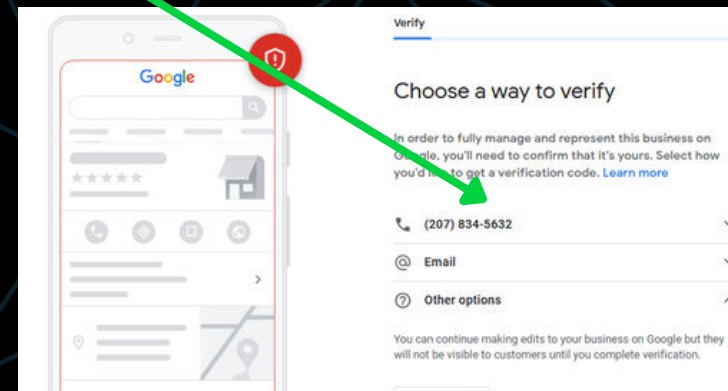 Google
Verify
Choose a way to verify
In order to fully manage and represent this business on
Google, you'll need to confirm that it's yours. Select how
you'd like to get a verification code. Learn more
(207) 834-5632
Email
Other options
You can continue making edits to your business on Google but they
will not be visible to customers until you complete verification.